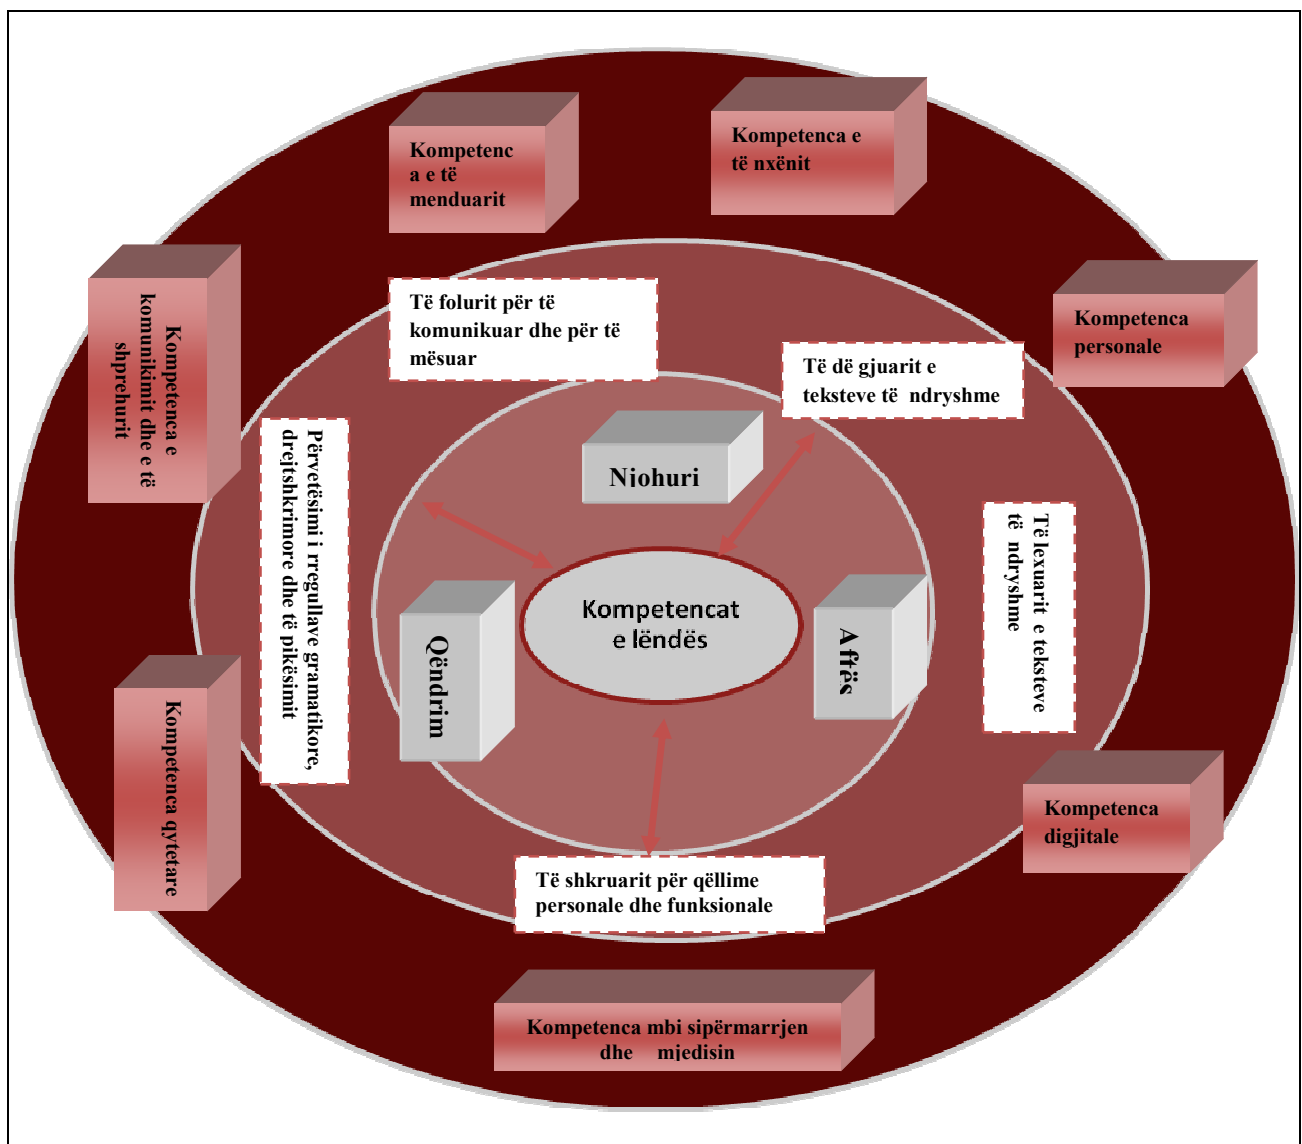 Kompetenc
a e të
menduarit
Kompetenca e
të nxënit
Kompetenca e
komunikimit dhe e të
shprehurit
Të folurit për të
komunikuar dhe për të
mësuar
Kompetenca
personale
Të dë gjuarit e
teksteve të ndryshme
Njohuri
Përvetësimi i rregullave gramatikore,
drejtshkrimore dhe të pikësimit
Të lexuarit e teksteve
të ndryshme
Kompetencat
e lëndës
Qëndrim
Aftës
Kompetenca qytetare
Kompetenca
digjitale
Të shkruarit për qëllime
personale dhe funksionale
Kompetenca mbi sipërmarrjen
dhe mjedisin